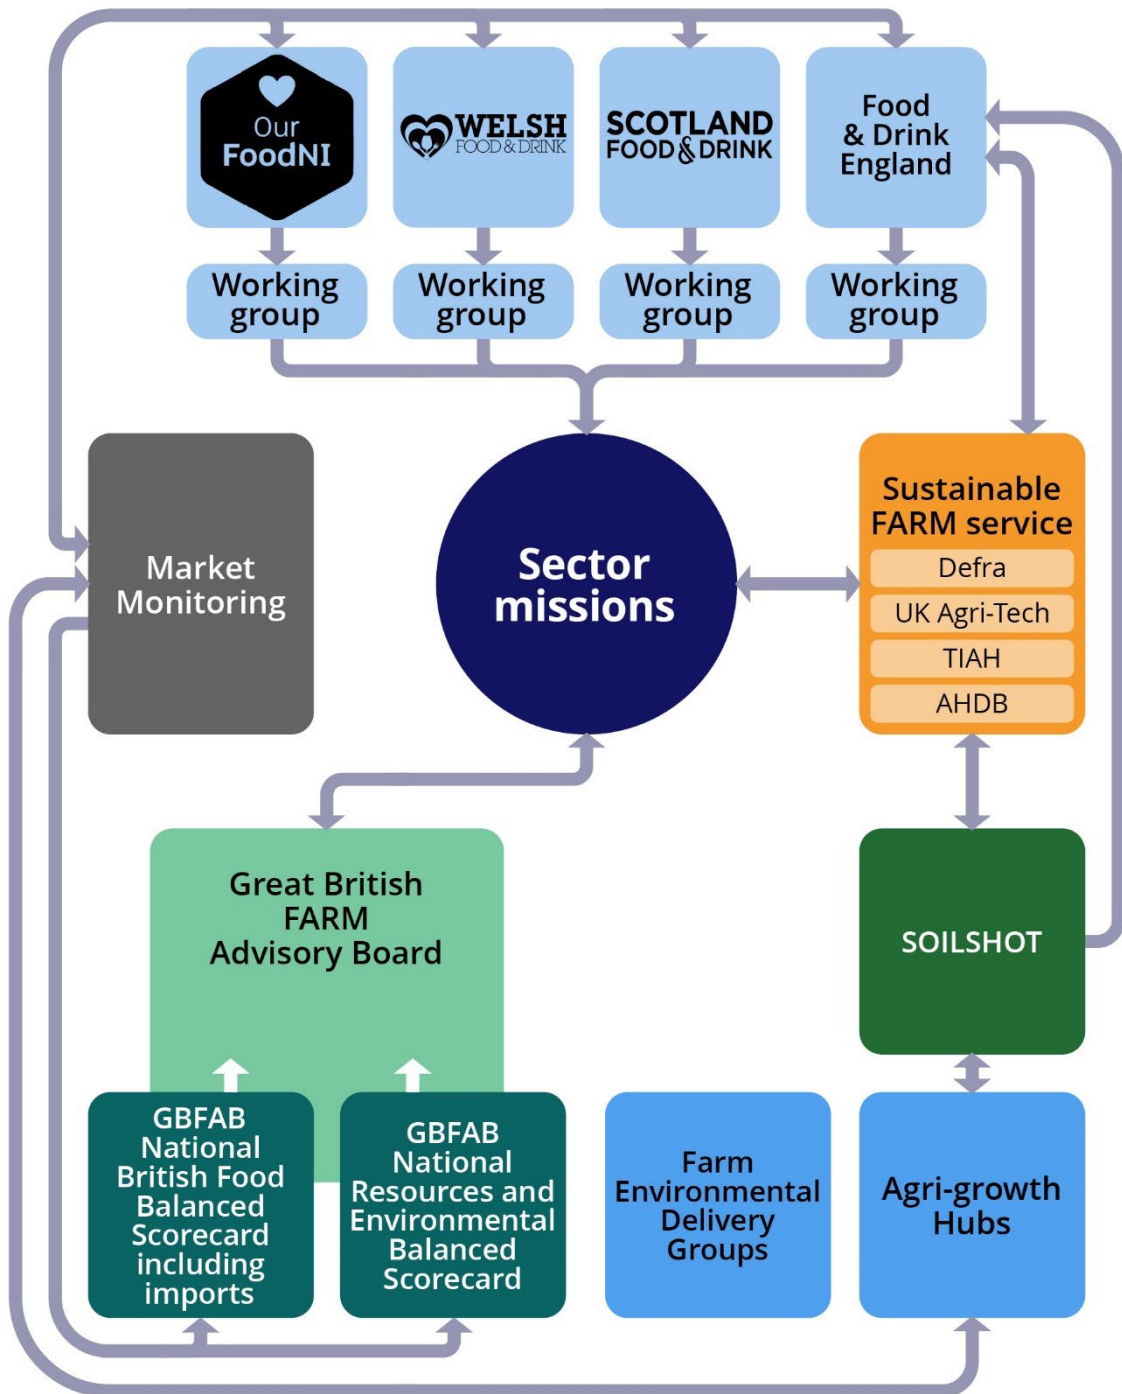 Our
FoodNI
WELSH
FOOD & DRINK
SCOTLAND
FOOD & DRINK
Food
& Drink
England
Working
group
Working
group
Working
group
Working
group
Market
Monitoring
Sector
missions
Sustainable
FARM service
Defra
UK Agri-Tech
TIAH
AHDB
Great British
FARM
Advisory Board
SOILSHOT
GBFAB
National
British Food
Balanced
Scorecard
including
imports
GBFAB
National
Resources and
Environmental
Balanced
Scorecard
Farm
Environmental
Delivery
Groups
Agri-growth
Hubs